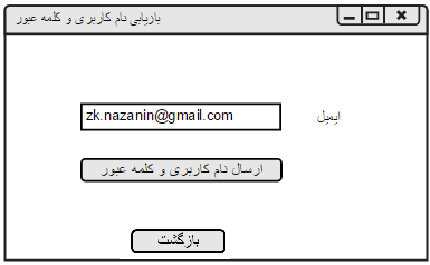 بازیابی نام کاربری و کلمه عبور
ایمیل zk.nazanin@gmail.com
ارسال نام کاربری و کلمه عبور
بازگشت